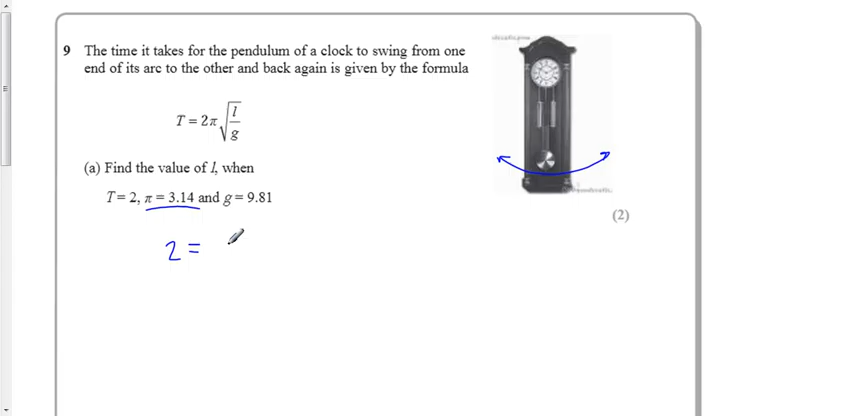 9 The time it takes for the pendulum of a clock to swing from one
end of its arc to the other and back again is given by the formula
T = 2π√(l/g)
(a) Find the value of l, when
T = 2, π = 3.14 and g = 9.81
(2)
2 =